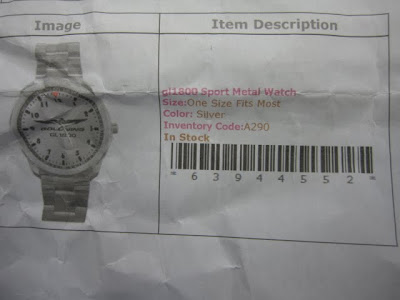 Image Item Description
gl1800 Sport Metal Watch
Size:One Size Fits Most
Color: Silver
Inventory Code:A290
In Stock
* 6 3 9 4 4 5 5 2 *